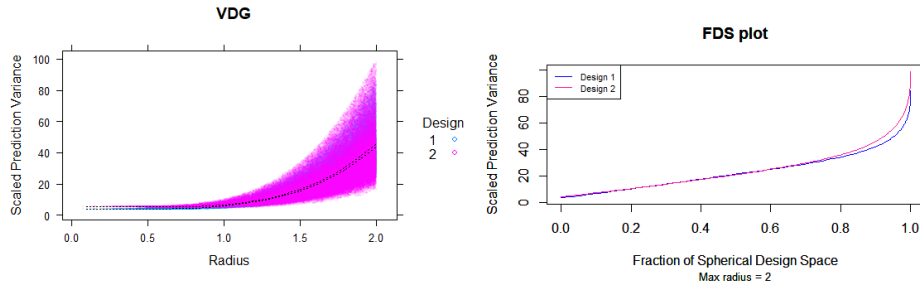 VDG
Scaled Prediction Variance
100
80
60
40
20
0
0.0 0.5 1.0 1.5 2.0
Radius
Design
1
2
FDS plot
Design 1
Design 2
Scaled Prediction Variance
80
60
40
20
0
0.0 0.2 0.4 0.6 0.8 1.0
Fraction of Spherical Design Space
Max radius = 2